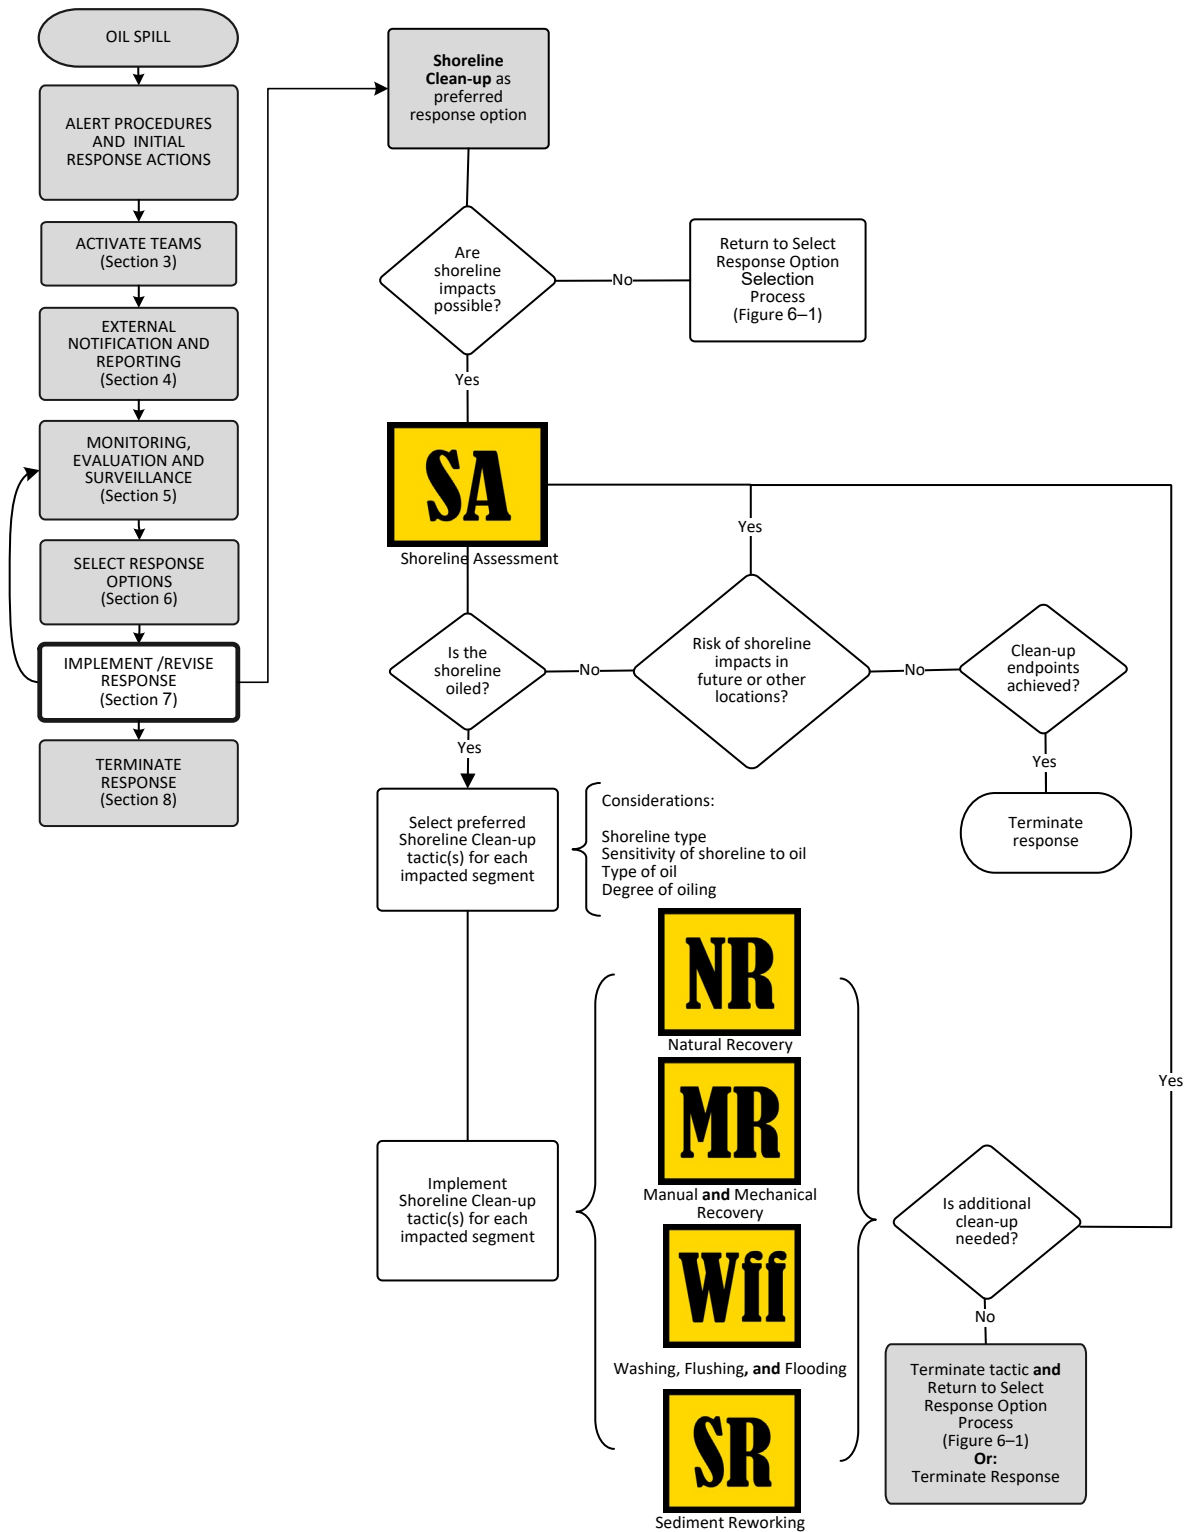 OIL SPILL
ALERT PROCEDURES
AND INITIAL
RESPONSE ACTIONS
ACTIVATE TEAMS
(Section 3)
EXTERNAL
NOTIFICATION AND
REPORTING
(Section 4)
MONITORING,
EVALUATION AND
SURVEILLANCE
(Section 5)
SELECT RESPONSE
OPTIONS
(Section 6)
IMPLEMENT /REVISE
RESPONSE
(Section 7)
TERMINATE
RESPONSE
(Section 8)
Shoreline
Clean-up as
preferred
response option
Are
shoreline
impacts
possible?
No
Return to Select
Response Option
Selection
Process
(Figure 6–1)
Yes
SA
Shoreline Assessment
Yes
Is the
shoreline
oiled?
No
Risk of shoreline
impacts in
future or other
locations?
No
Clean-up
endpoints
achieved?
Yes
Yes
Terminate
response
Select preferred
Shoreline Clean-up
tactic(s) for each
impacted segment
Considerations:
Shoreline type
Sensitivity of shoreline to oil
Type of oil
Degree of oiling
NR
Natural Recovery
MR
Manual and Mechanical
Recovery
Wff
Washing, Flushing, and Flooding
SR
Sediment Reworking
Implement
Shoreline Clean-up
tactic(s) for each
impacted segment
Is additional
clean-up
needed?
Yes
No
Terminate tactic and
Return to Select
Response Option
Process
(Figure 6–1)
Or:
Terminate Response